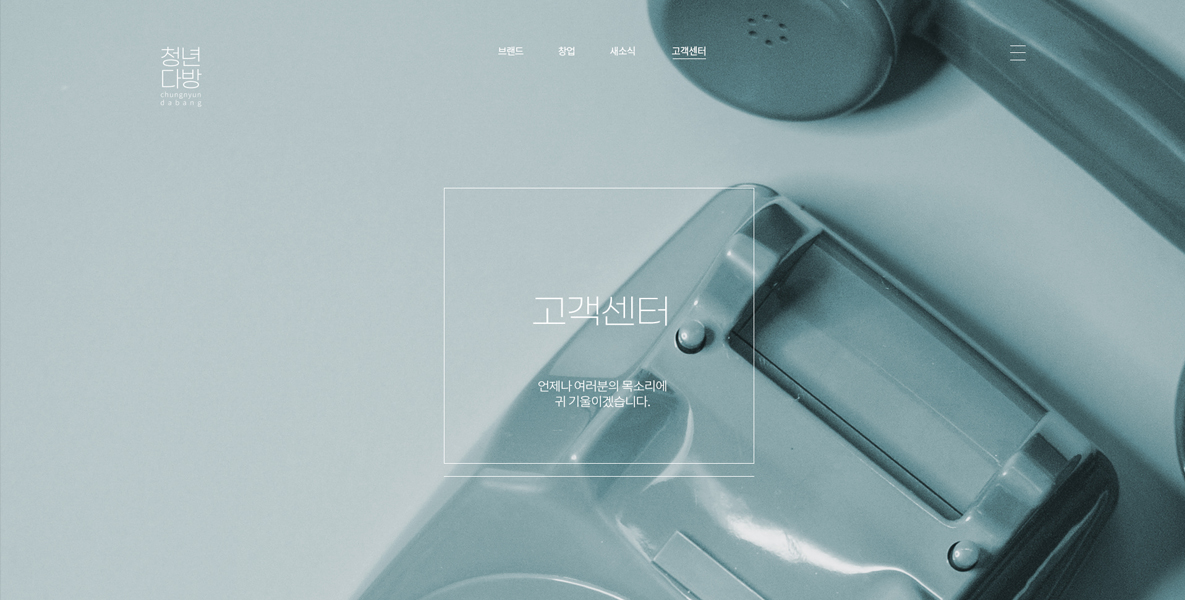 청년
다방
chungnyun
dabang
브랜드 창업 새소식 고객센터
고객센터
언제나 여러분의 목소리에
귀 기울이겠습니다.